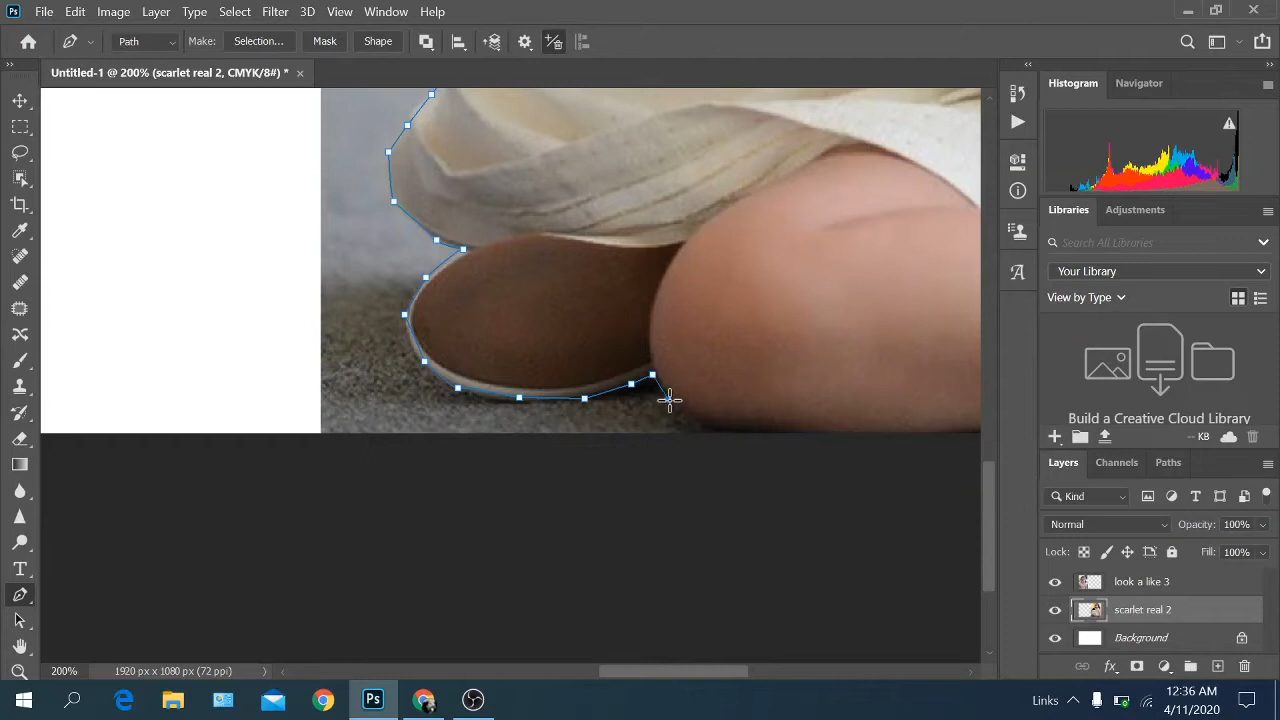 Ps File Edit Image Layer Type Select Filter 3D View Window Help
Path Make: Selection... Mask Shape
Untitled-1 @ 200% (scarlet real 2, CMYK/8#) *
Histogram Navigator
Libraries Adjustments
Search All Libraries
Your Library
View by Type
Build a Creative Cloud Library
-- KB
Layers Channels Paths
Kind
Normal Opacity: 100%
Lock: Fill: 100%
look a like 3
scarlet real 2
Background
200% 1920 px x 1080 px (72 ppi)
Ps Links 12:36 AM
4/11/2020